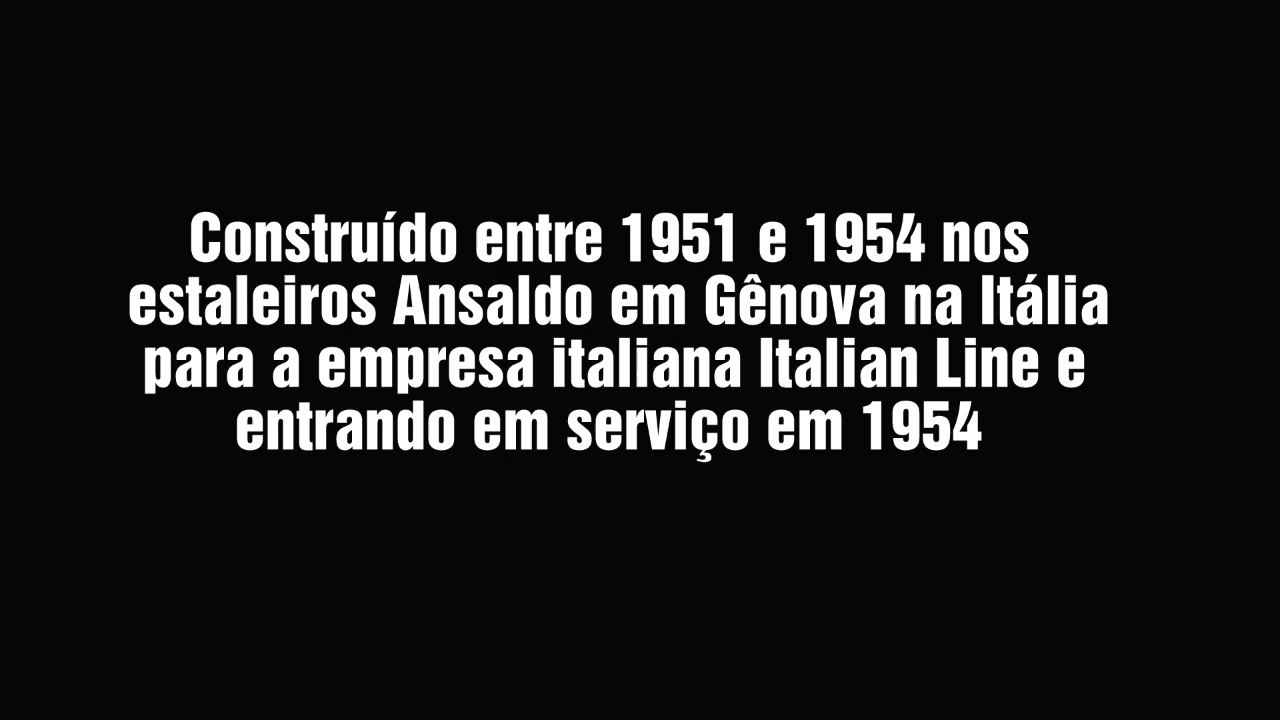 Construído entre 1951 e 1954 nos
estaleiros Ansaldo em Gênova na Itália
para a empresa italiana Italian Line e
entrando em serviço em 1954